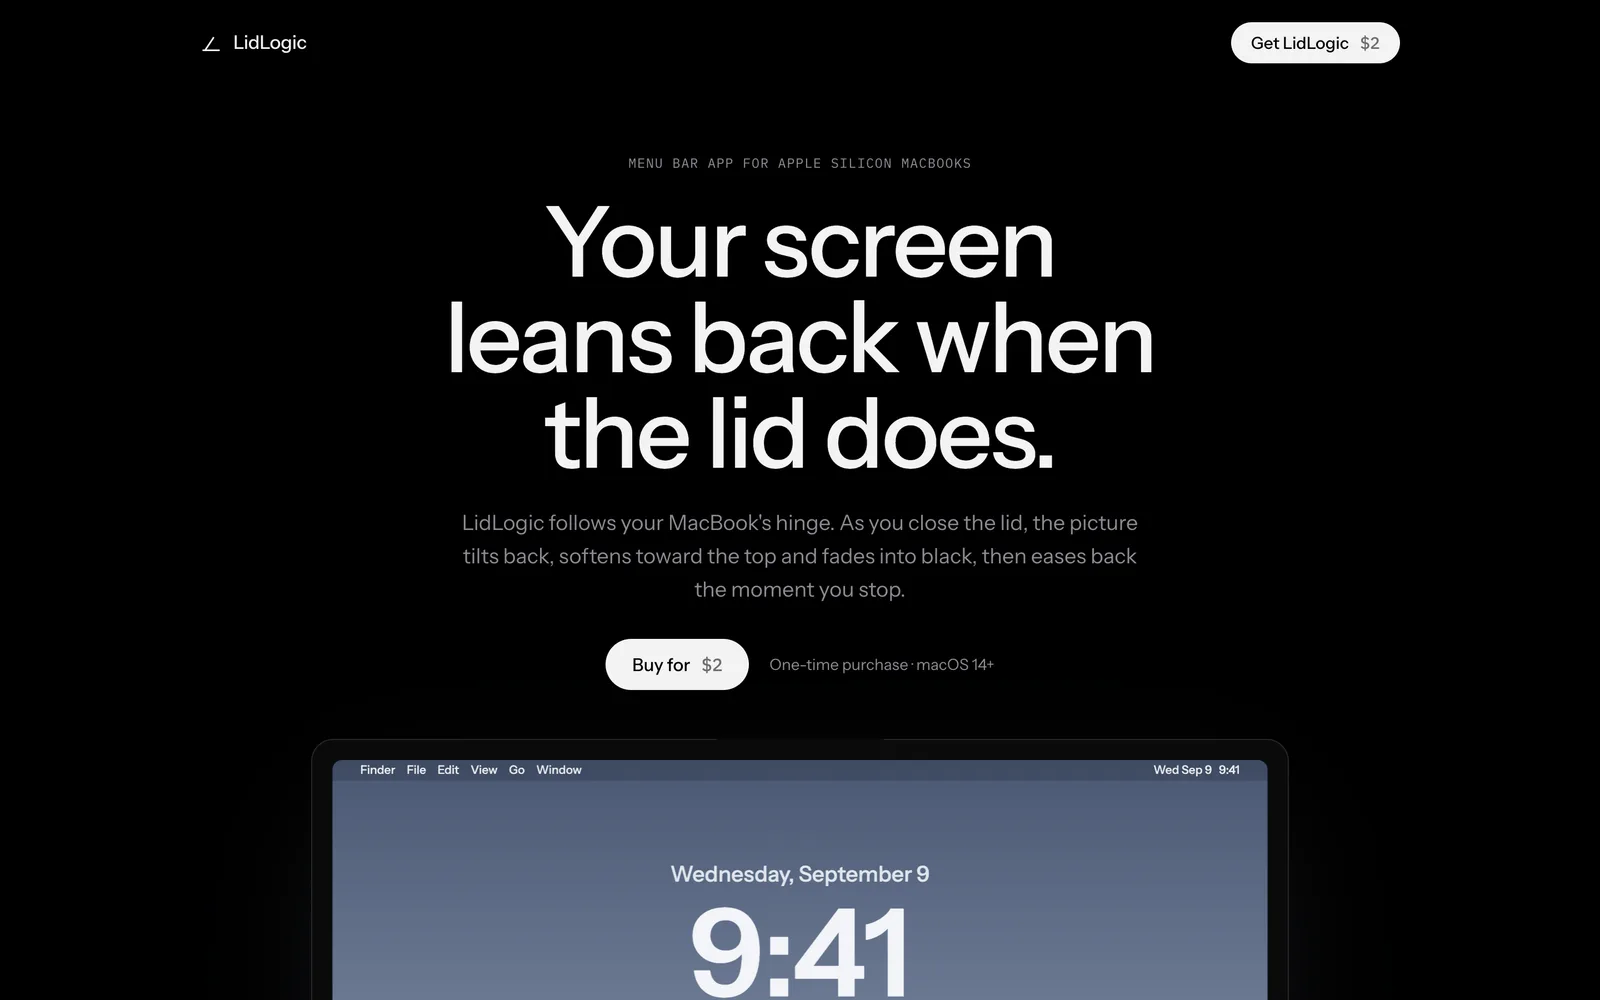 LidLogic
Get LidLogic $2
MENU BAR APP FOR APPLE SILICON MACBOOKS
Your screen
leans back when
the lid does.
LidLogic follows your MacBook's hinge. As you close the lid, the picture
tilts back, softens toward the top and fades into black, then eases back
the moment you stop.
Buy for $2
One-time purchase · macOS 14+
Finder File Edit View Go Window
Wed Sep 9 9:41
Wednesday, September 9
9:41